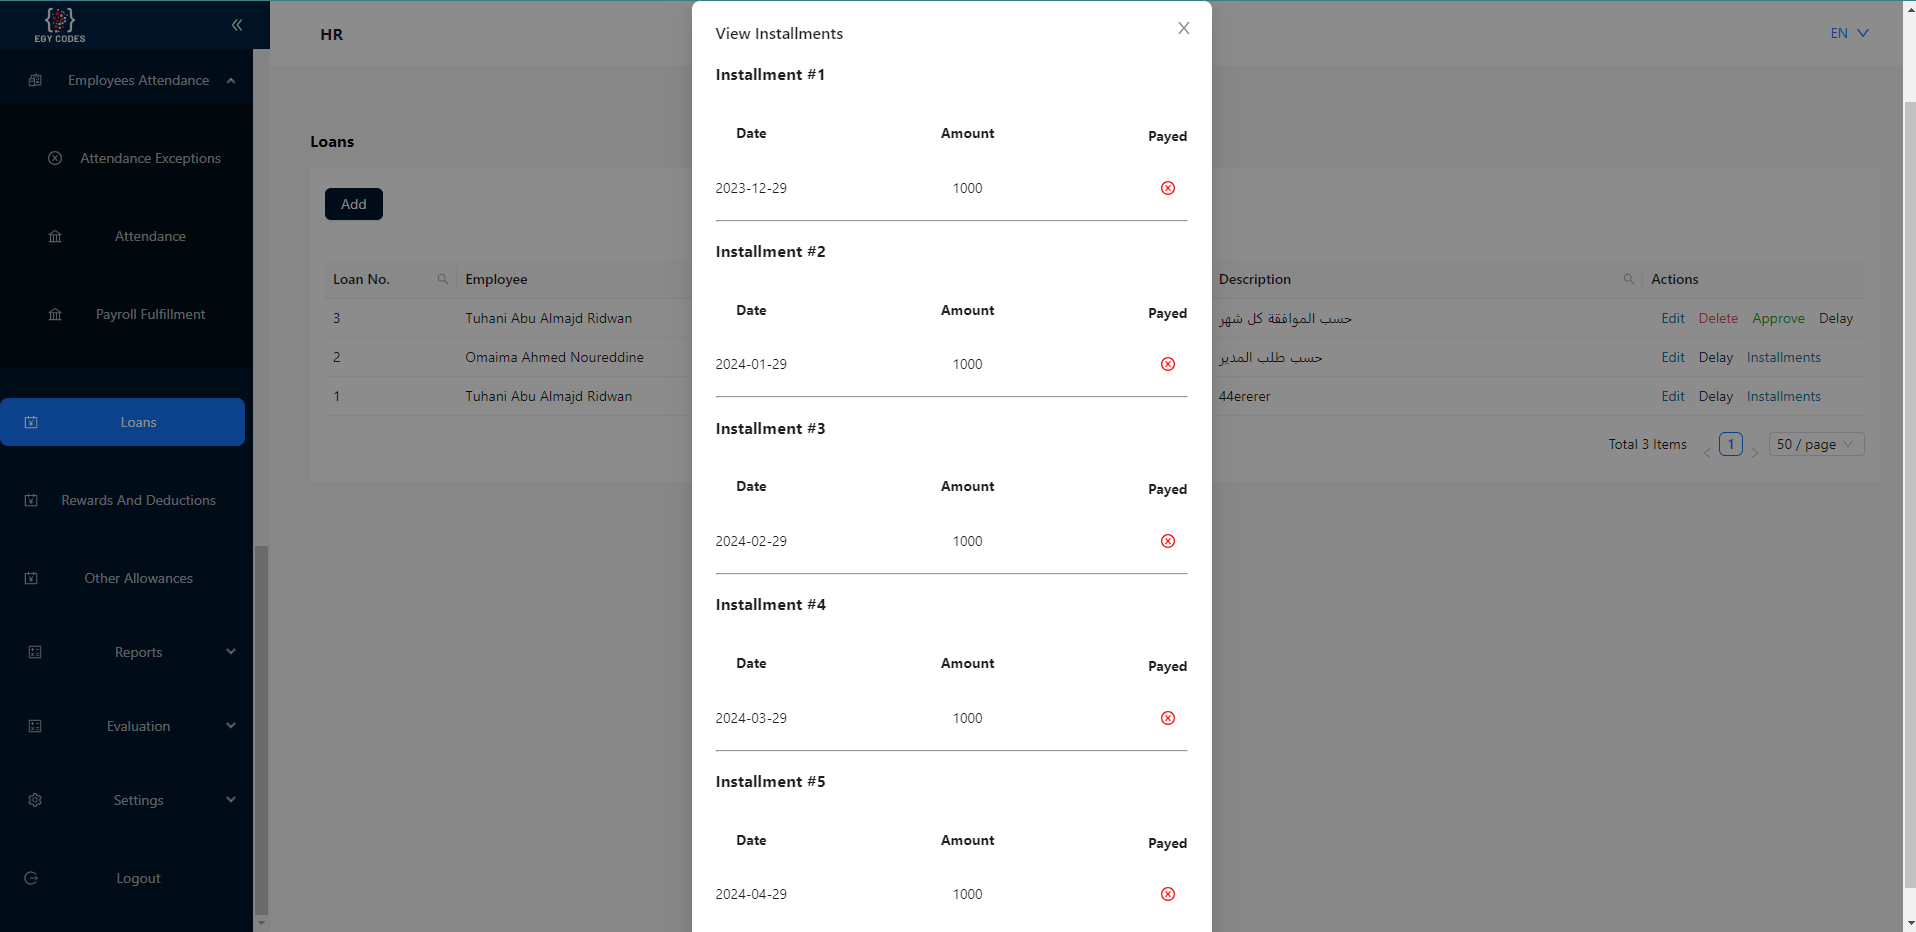 EGY CODES
Employees Attendance
Attendance Exceptions
Attendance
Payroll Fulfillment
Loans
Rewards And Deductions
Other Allowances
Reports
Evaluation
Settings
Logout
HR
EN
Loans
Add
Loan No.
Employee
Description
Actions
3
Tuhani Abu Almajd Ridwan
حسب الموافقة كل شهر
Edit Delete Approve Delay
2
Omaima Ahmed Noureddine
حسب طلب المدير
Edit Delay Installments
1
Tuhani Abu Almajd Ridwan
44ererer
Edit Delay Installments
Total 3 Items
1
50 / page
View Installments
Installment #1
Date Amount Payed
2023-12-29 1000
Installment #2
Date Amount Payed
2024-01-29 1000
Installment #3
Date Amount Payed
2024-02-29 1000
Installment #4
Date Amount Payed
2024-03-29 1000
Installment #5
Date Amount Payed
2024-04-29 1000